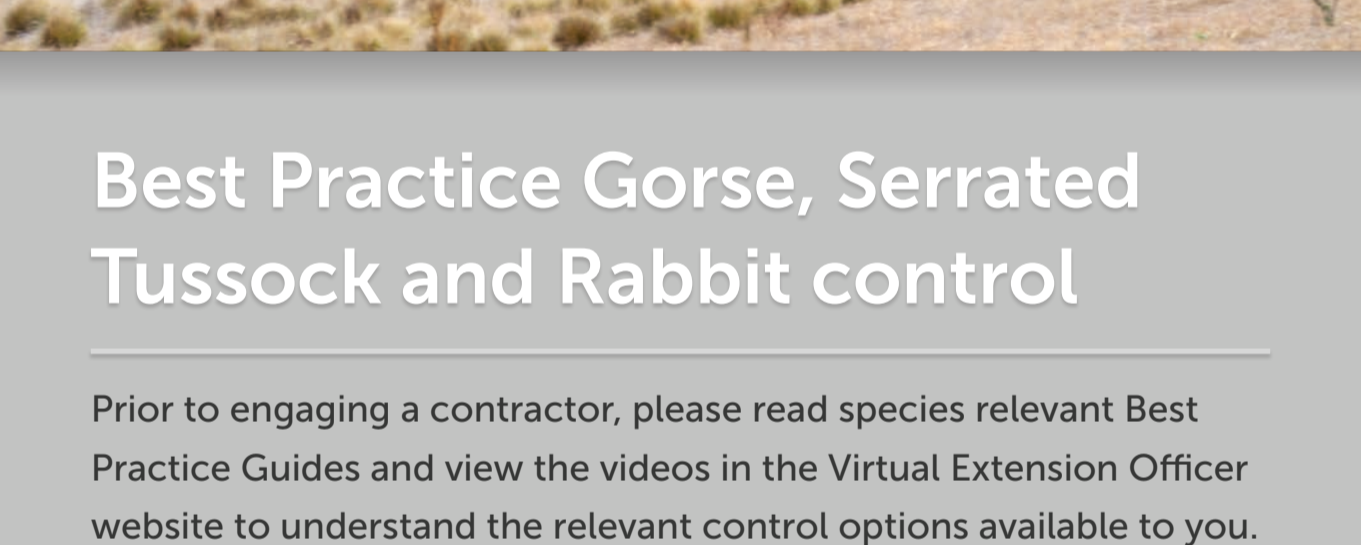 Best Practice Gorse, Serrated
Tussock and Rabbit control
Prior to engaging a contractor, please read species relevant Best
Practice Guides and view the videos in the Virtual Extension Officer
website to understand the relevant control options available to you.